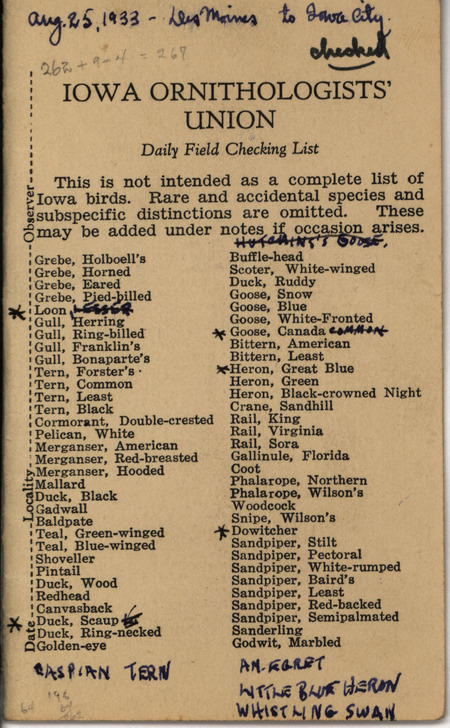 Aug. 25, 1933 - Des Moines to Iowa City.
checked
262 + 9 - 4 = 267
IOWA ORNITHOLOGISTS'
UNION
Daily Field Checking List
This is not intended as a complete list of
Iowa birds. Rare and accidental species and
subspecific distinctions are omitted. These
may be added under notes if occasion arises.
Date Locality Observer
Grebe, Holboell's
Grebe, Horned
Grebe, Eared
Grebe, Pied-billed
* Loon, LESSER
Gull, Herring
Gull, Ring-billed
Gull, Franklin's
Gull, Bonaparte's
Tern, Forster's
Tern, Common
Tern, Least
Tern, Black
Cormorant, Double-crested
Pelican, White
Merganser, American
Merganser, Red-breasted
Merganser, Hooded
Mallard
Duck, Black
Gadwall
Baldpate
Teal, Green-winged
Teal, Blue-winged
Shoveller
Pintail
Duck, Wood
Redhead
Canvasback
* Duck, Scaup
Duck, Ring-necked
Golden-eye
CASPIAN TERN
HUTCHINS'S GOOSE.
Buffle-head
Scoter, White-winged
Duck, Ruddy
Goose, Snow
Goose, Blue
Goose, White-Fronted
* Goose, Canada COMMON
Bittern, American
Bittern, Least
* Heron, Great Blue
Heron, Green
Heron, Black-crowned Night
Crane, Sandhill
Rail, King
Rail, Virginia
Rail, Sora
Gallinule, Florida
Coot
Phalarope, Northern
Phalarope, Wilson's
Woodcock
Snipe, Wilson's
* Dowitcher
Sandpiper, Stilt
Sandpiper, Pectoral
Sandpiper, White-rumped
Sandpiper, Baird's
Sandpiper, Least
Sandpiper, Red-backed
Sandpiper, Semipalmated
Sanderling
Godwit, Marbled
AM. EGRET
LITTLE BLUE HERON
WHISTLING SWAN